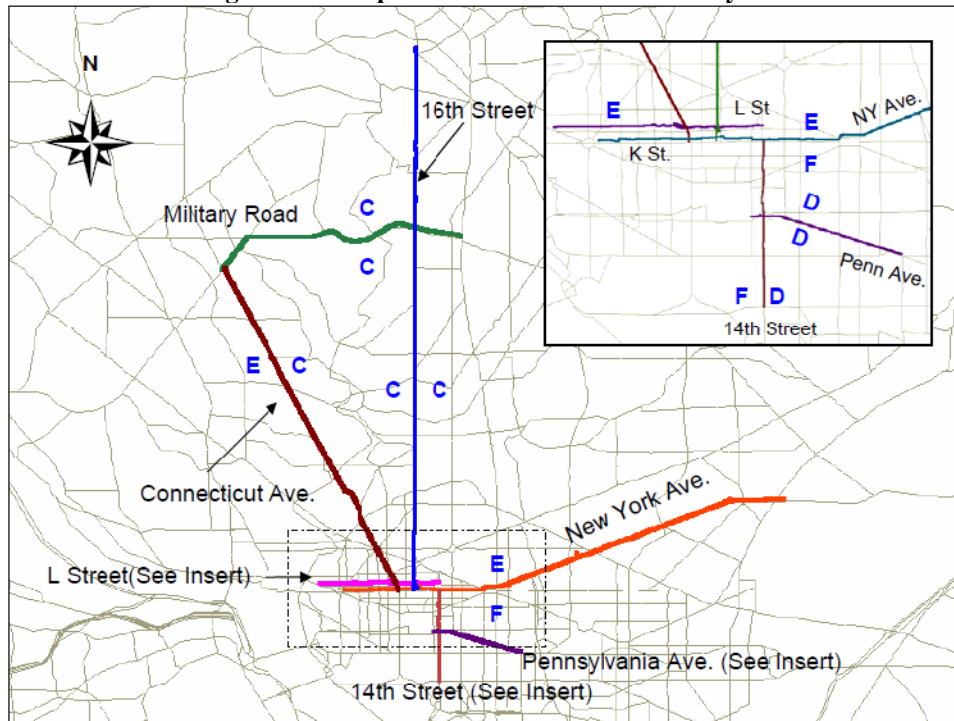 N
16th Street
Military Road
C
C
E
C
C
C
Connecticut Ave.
New York Ave.
L Street(See Insert)
E
F
Pennsylvania Ave. (See Insert)
14th Street (See Insert)
L St
NY Ave.
E
E
K St.
F
D
D
Penn Ave.
F
D
14th Street